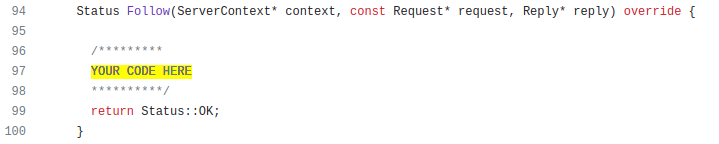 94 Status Follow(ServerContext* context, const Request* request, Reply* reply) override {
95
96 /*********
97 YOUR CODE HERE
98 **********/
99 return Status::OK;
100 }